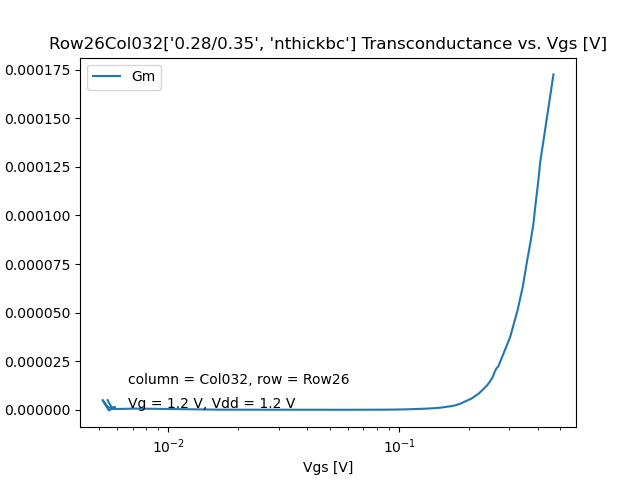 Row26Col032['0.28/0.35', 'nthickbc'] Transconductance vs. Vgs [V]
Gm
0.000175
0.000150
0.000125
0.000100
0.000075
0.000050
0.000025
0.000000
column = Col032, row = Row26
Vg = 1.2 V, Vdd = 1.2 V
10⁻² 10⁻¹
Vgs [V]